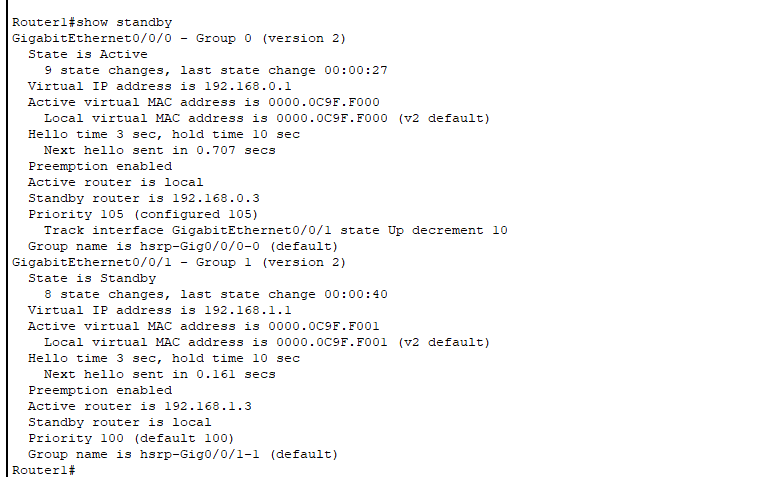 Router1#show standby
GigabitEthernet0/0/0 - Group 0 (version 2)
State is Active
9 state changes, last state change 00:00:27
Virtual IP address is 192.168.0.1
Active virtual MAC address is 0000.0C9F.F000
Local virtual MAC address is 0000.0C9F.F000 (v2 default)
Hello time 3 sec, hold time 10 sec
Next hello sent in 0.707 secs
Preemption enabled
Active router is local
Standby router is 192.168.0.3
Priority 105 (configured 105)
Track interface GigabitEthernet0/0/1 state Up decrement 10
Group name is hsrp-Gig0/0/0-0 (default)
GigabitEthernet0/0/1 - Group 1 (version 2)
State is Standby
8 state changes, last state change 00:00:40
Virtual IP address is 192.168.1.1
Active virtual MAC address is 0000.0C9F.F001
Local virtual MAC address is 0000.0C9F.F001 (v2 default)
Hello time 3 sec, hold time 10 sec
Next hello sent in 0.161 secs
Preemption enabled
Active router is 192.168.1.3
Standby router is local
Priority 100 (default 100)
Group name is hsrp-Gig0/0/1-1 (default)
Router1#